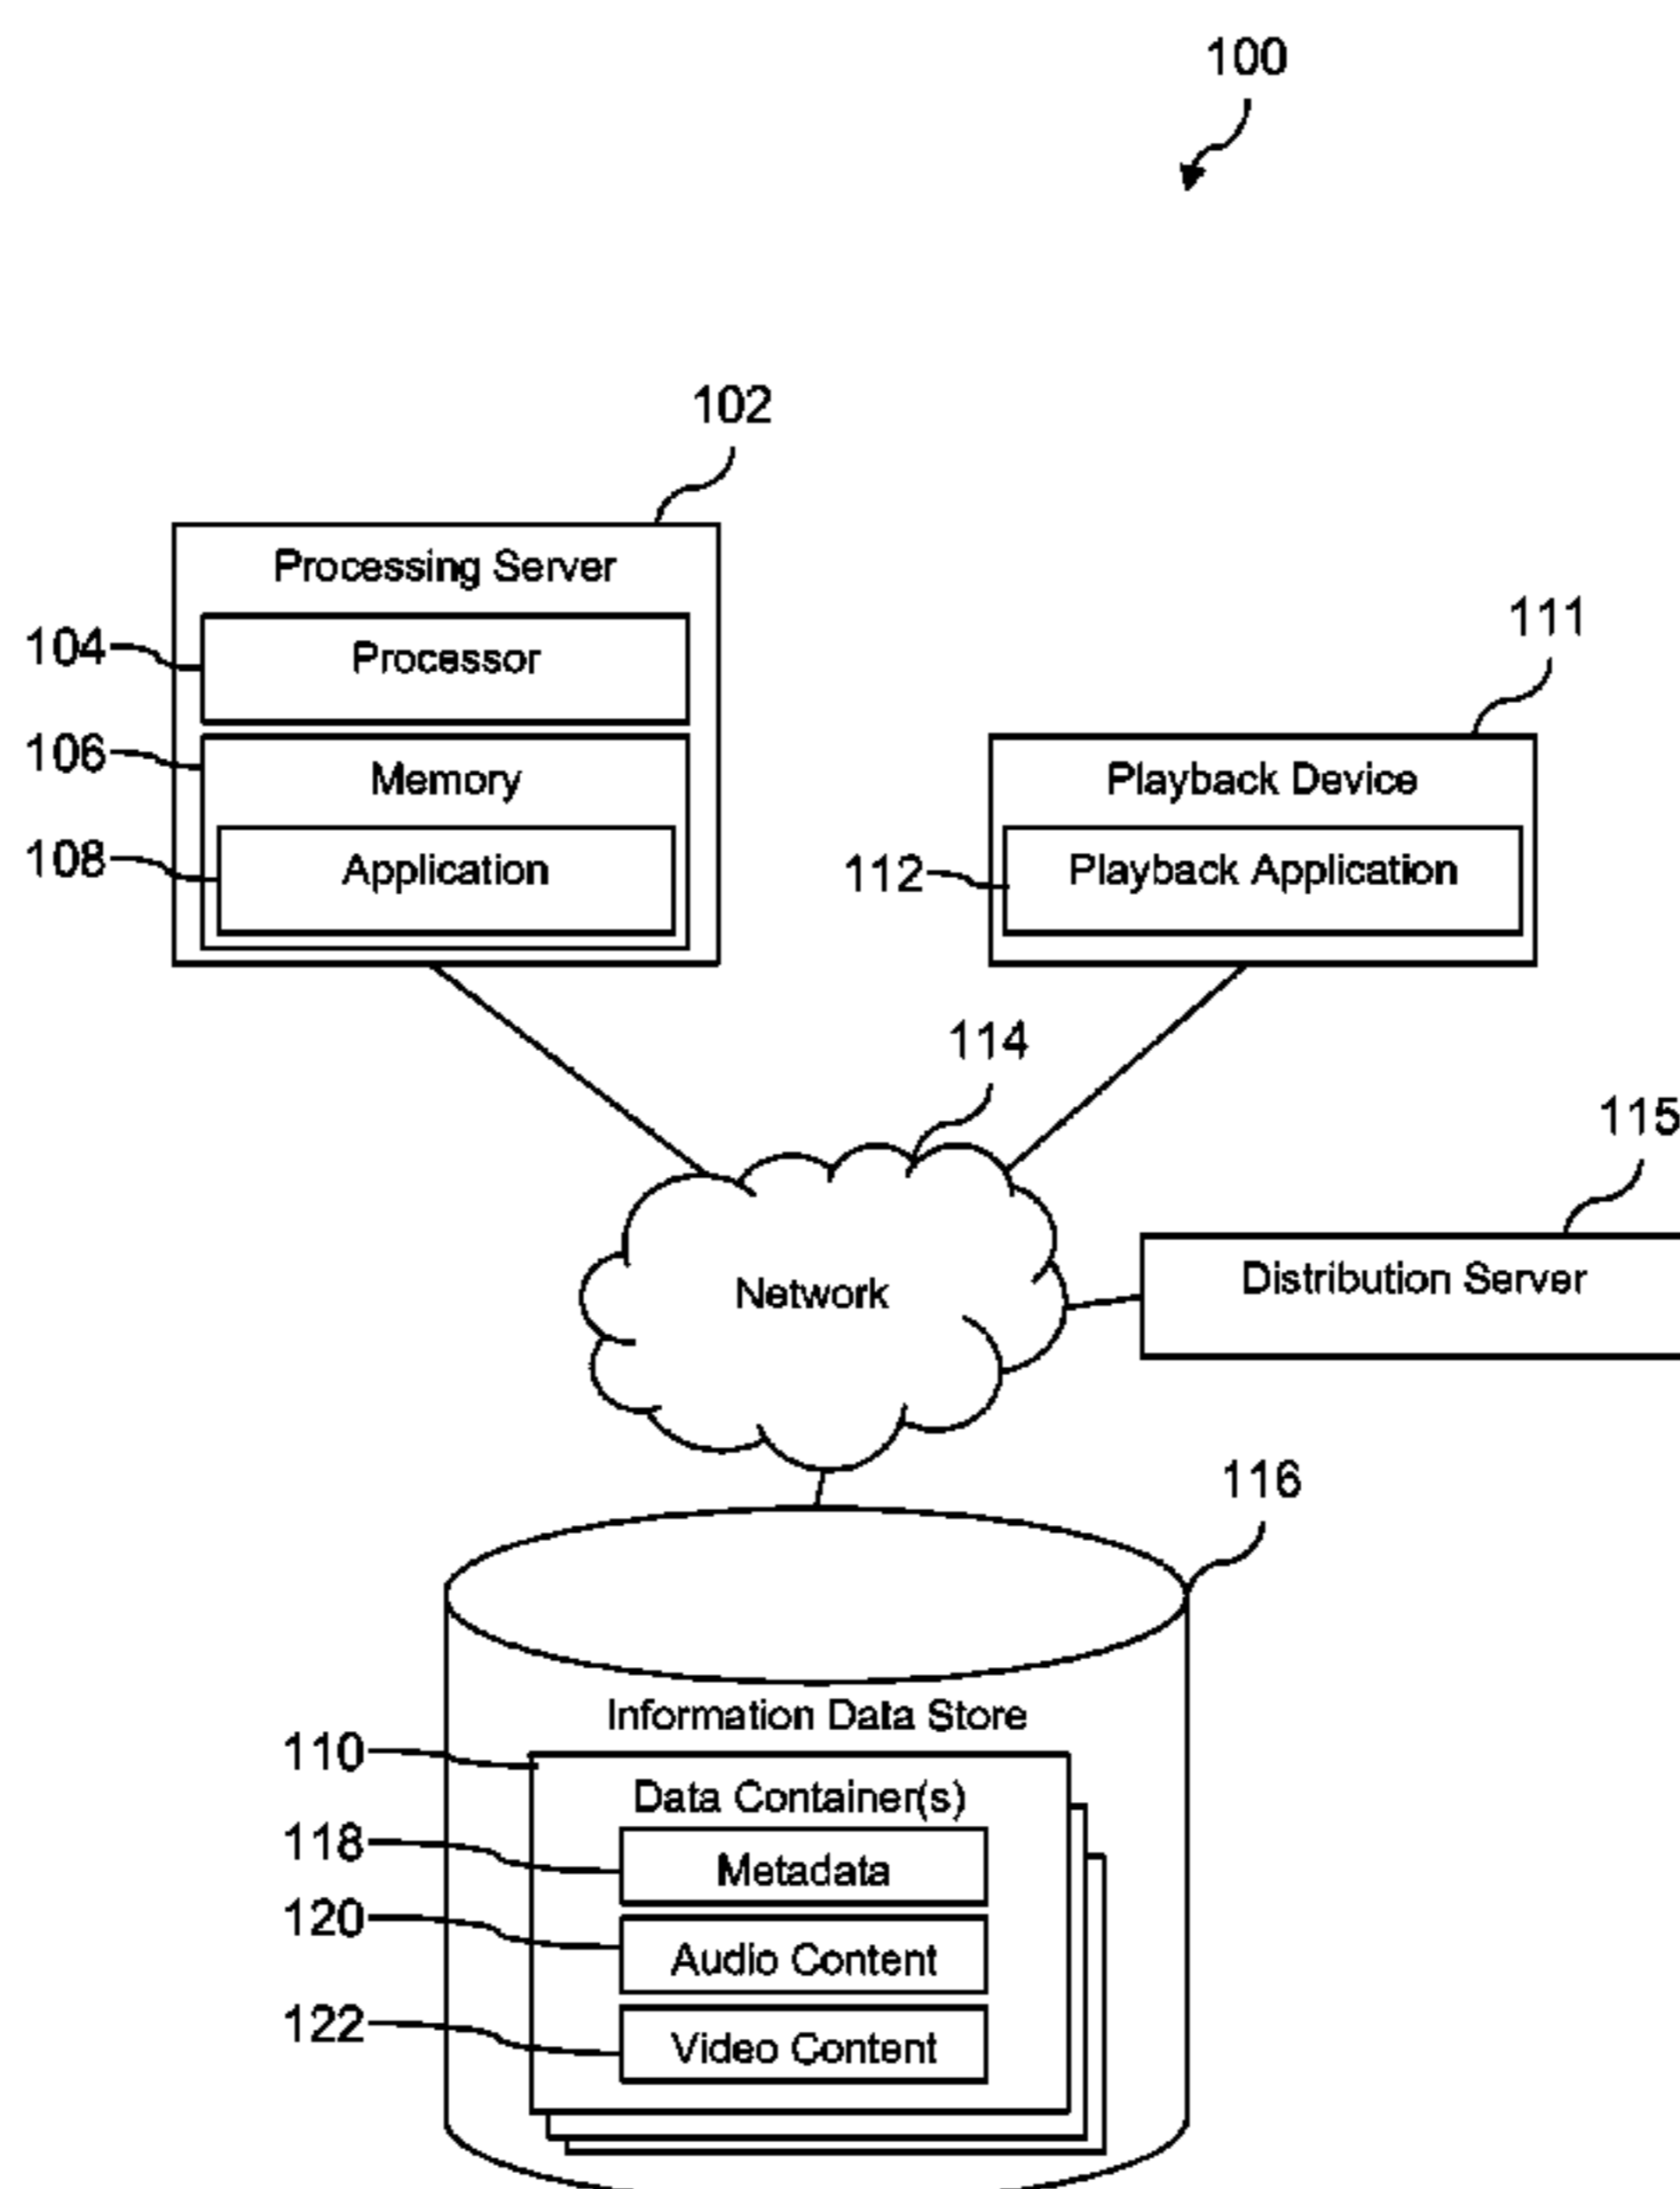 100
102
Processing Server
104
Processor
106
Memory
108
Application
111
Playback Device
112
Playback Application
114
Network
115
Distribution Server
116
Information Data Store
110
Data Container(s)
118
Metadata
120
Audio Content
122
Video Content